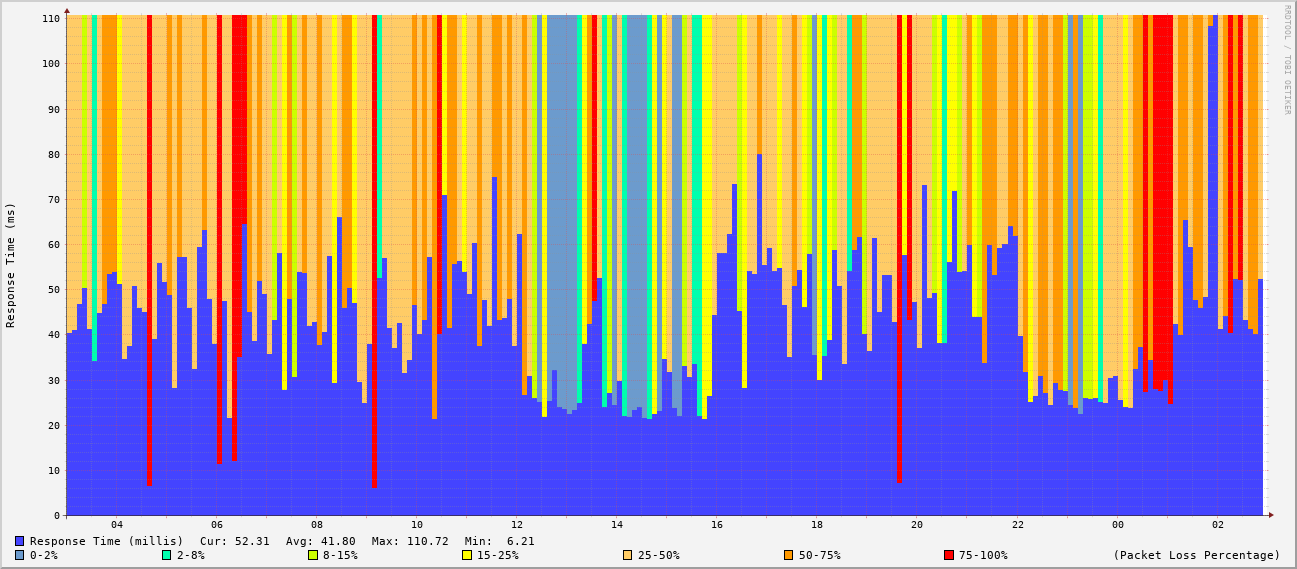 RRDTOOL / TOBI OETIKER
Response Time (ms)
110
100
90
80
70
60
50
40
30
20
10
0
04 06 08 10 12 14 16 18 20 22 00 02
Response Time (millis) Cur: 52.31 Avg: 41.80 Max: 110.72 Min: 6.21
0-2% 2-8% 8-15% 15-25% 25-50% 50-75% 75-100% (Packet Loss Percentage)